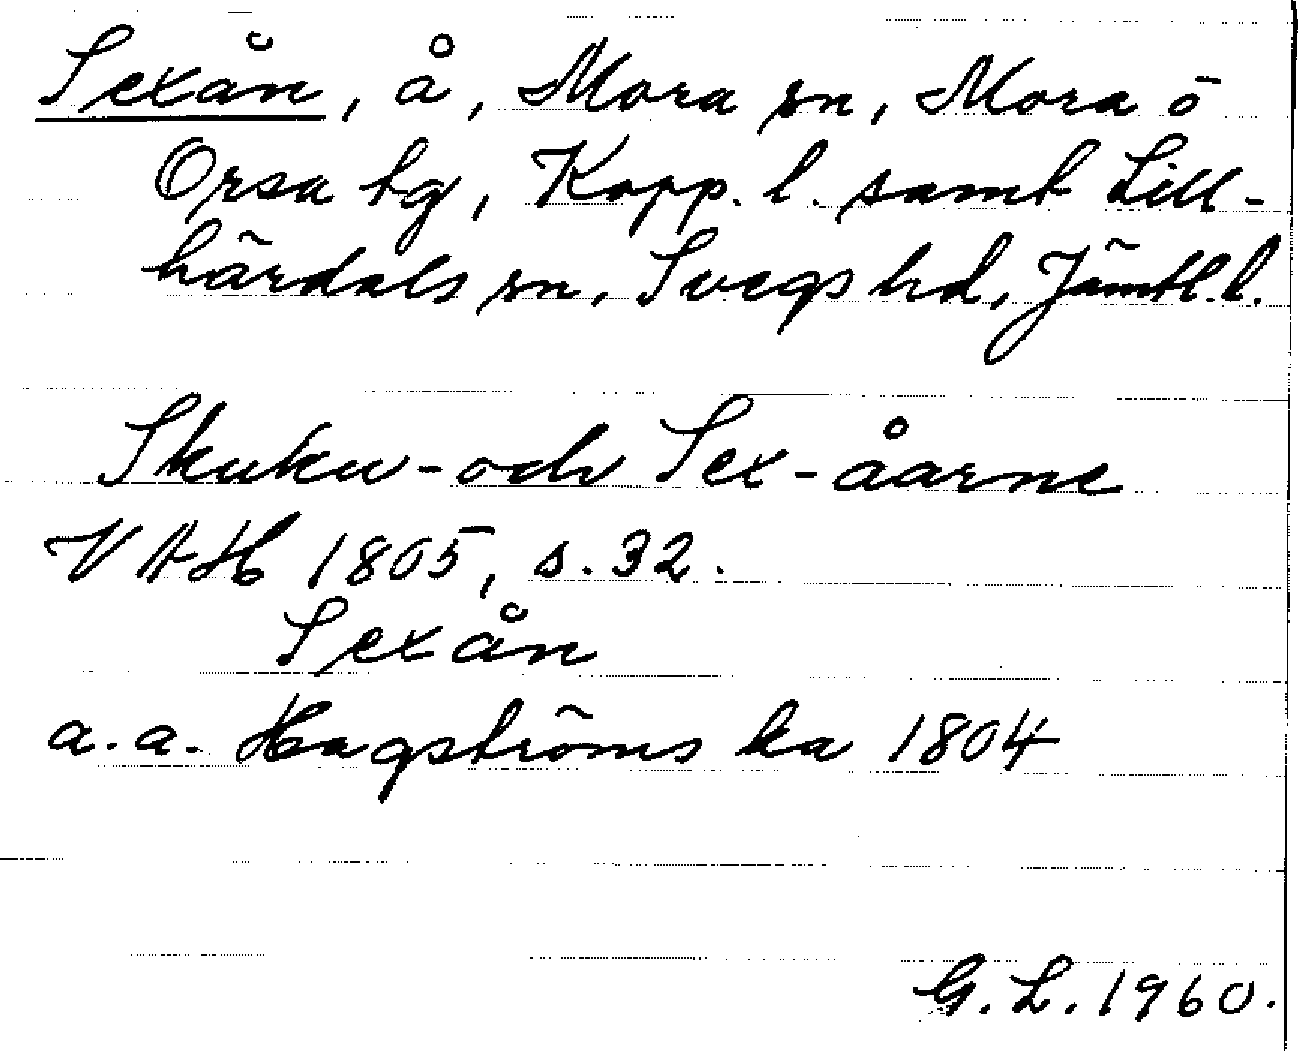 Sexån, å, Mora sn, Mora o
Orsa tg, Kopp. l. samt Lill-
härdals sn, Svegs hd, Jämtl. l.
Skuku- och Sex-åarne
VAH 1805, s. 32.
Sexån
a. a. Hagströms ka 1804
G. L. 1960.